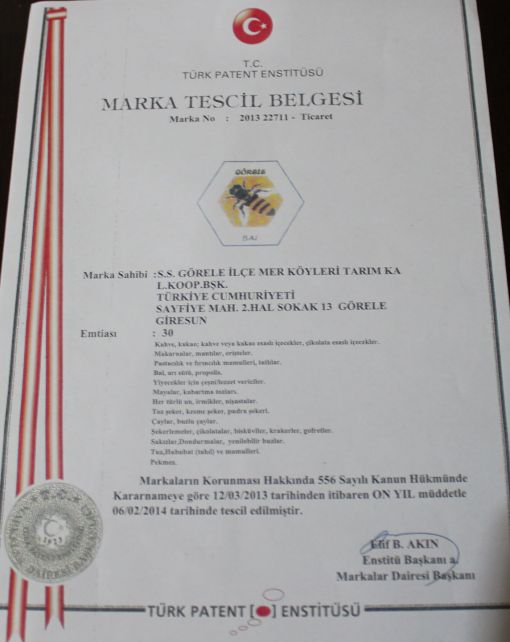 T.C.
TÜRK PATENT ENSTİTÜSÜ
MARKA TESCİL BELGESİ
Marka No : 2013 22711 - Ticaret
GÖRELE
BAL
Marka Sahibi :S.S. GÖRELE İLÇE MER KÖYLERİ TARIM KA
L.KOOP.BŞK.
TÜRKİYE CUMHURİYETİ
SAYFİYE MAH. 2.HAL SOKAK 13 GÖRELE
GİRESUN
Emtiası : 30
Kahve, kakao; kahve veya kakao esaslı içecekler, çikolata esaslı içecekler.
Makarnalar, mantılar, erişteler.
Pastacılık ve fırıncılık mamulleri, tatlılar.
Bal, arı sütü, propolis.
Yiyecekler için çeşni/lezzet vericiler.
Mayalar, kabartma tozları.
Her türlü un, irmikler, nişastalar.
Toz şeker, kesme şeker, pudra şekeri.
Çaylar, buzlu çaylar.
Şekerlemeler, çikolatalar, bisküviler, krakerler, gofretler.
Sakızlar,Dondurmalar, yenilebilir buzlar.
Tuz,Hububat (tahıl) ve mamulleri.
Pekmez.
Markaların Korunması Hakkında 556 Sayılı Kanun Hükmünde
Kararnameye göre 12/03/2013 tarihinden itibaren ON YIL müddetle
06/02/2014 tarihinde tescil edilmiştir.
Elif B. AKIN
Enstitü Başkanı a.
Markalar Dairesi Başkanı
TÜRK PATENT ENSTİTÜSÜ